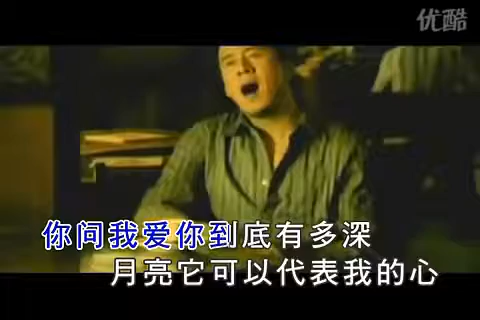 优酷
你问我爱你到底有多深
月亮它可以代表我的心